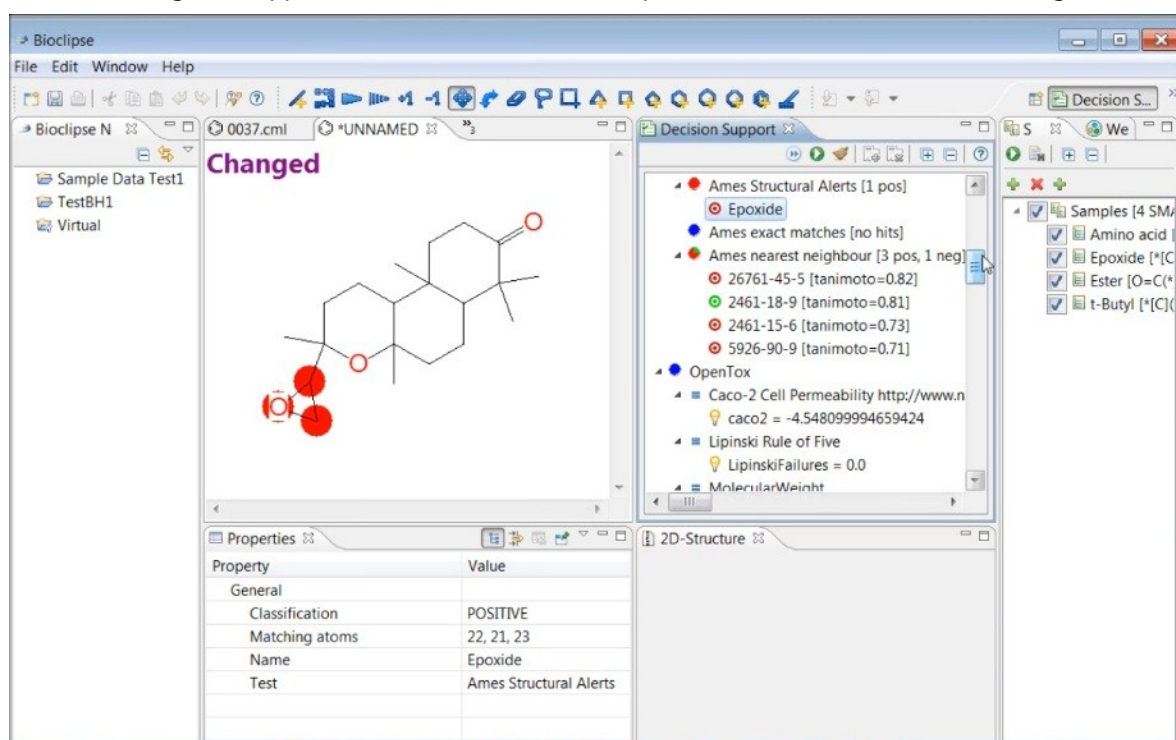 Bioclipse
File Edit Window Help
Decision S...
Bioclipse N
0037.cml
*UNNAMED
"3
Decision Support
S
We
Changed
Sample Data Test1
TestBH1
Virtual
O
O
O
Ames Structural Alerts [1 pos]
Epoxide
Ames exact matches [no hits]
Ames nearest neighbour [3 pos, 1 neg]
26761-45-5 [tanimoto=0.82]
2461-18-9 [tanimoto=0.81]
2461-15-6 [tanimoto=0.73]
5926-90-9 [tanimoto=0.71]
OpenTox
Caco-2 Cell Permeability http://www.n
caco2 = -4.548099994659424
Lipinski Rule of Five
LipinskiFailures = 0.0
MolecularWeight
Samples [4 SMA
Amino acid [
Epoxide [*[C
Ester [O=C(*
t-Butyl [*[C](
Properties
2D-Structure
Property Value
General
Classification POSITIVE
Matching atoms 22, 21, 23
Name Epoxide
Test Ames Structural Alerts